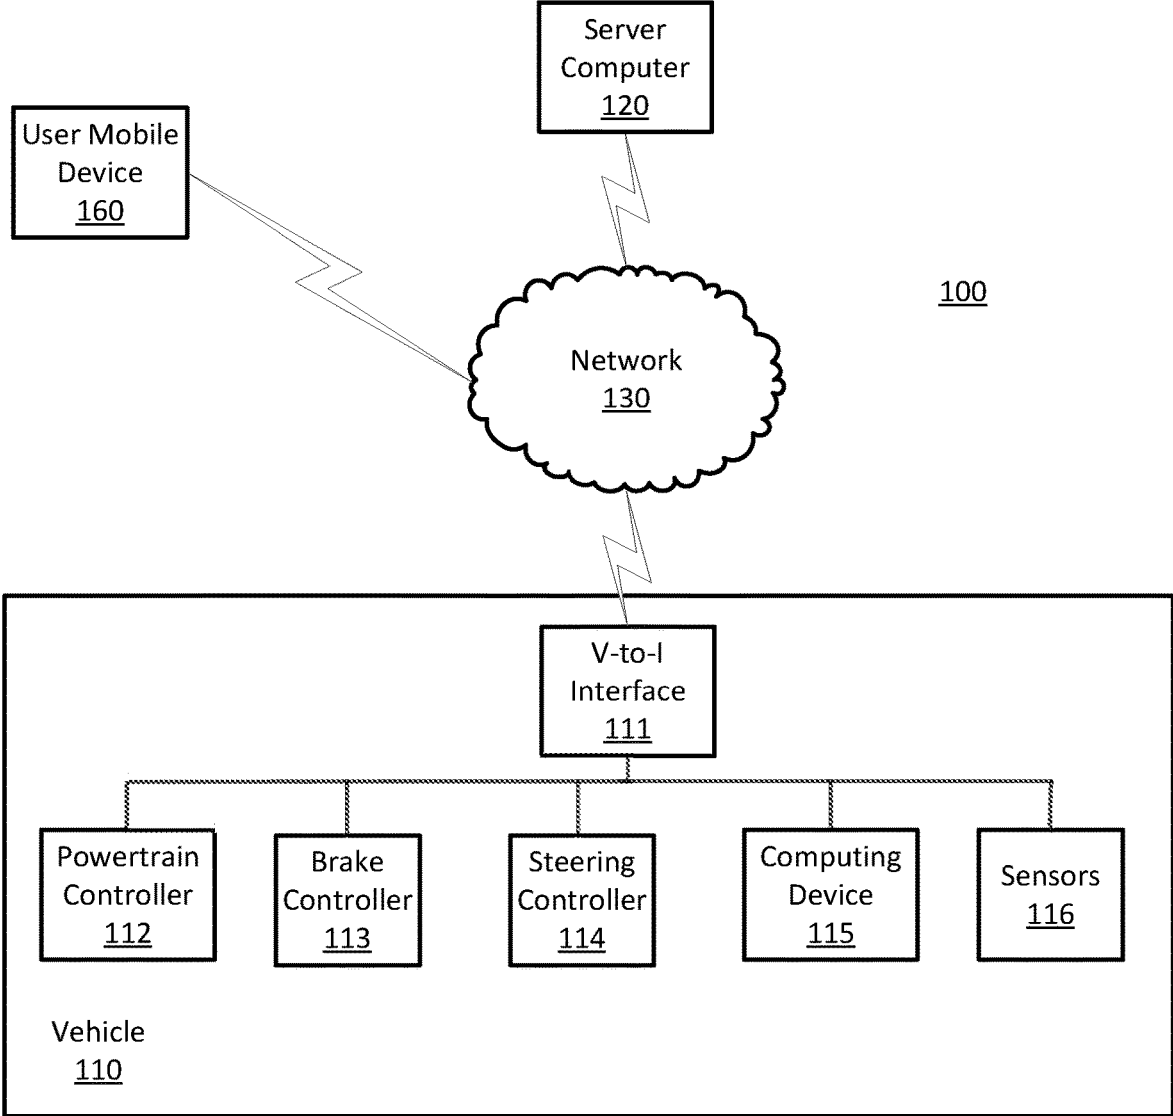 Server
Computer
120
User Mobile
Device
160
100
Network
130
V-to-I
Interface
111
Powertrain
Controller
112
Brake
Controller
113
Steering
Controller
114
Computing
Device
115
Sensors
116
Vehicle
110